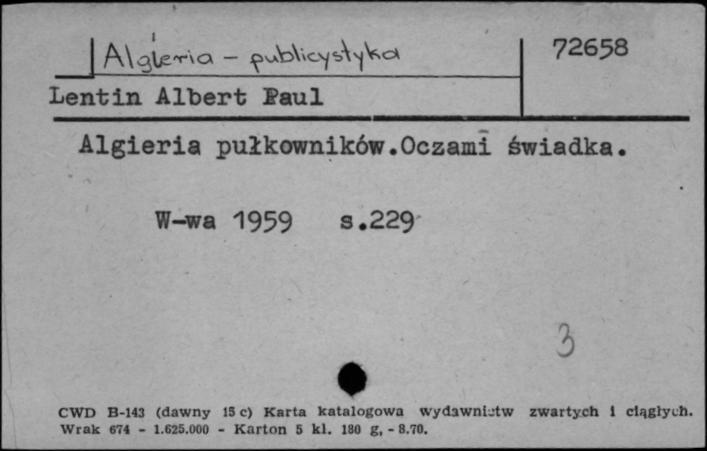 Algieria - publicystyka
72658
Lentin Albert Paul
Algieria pułkowników.Oczami świadka.
W-wa 1959 s.229
3
CWD B-143 (dawny 15 c) Karta katalogowa wydawnictw zwartych i ciągłych.
Wrak 674 - 1.625.000 - Karton 5 kl. 180 g, - 8.70.